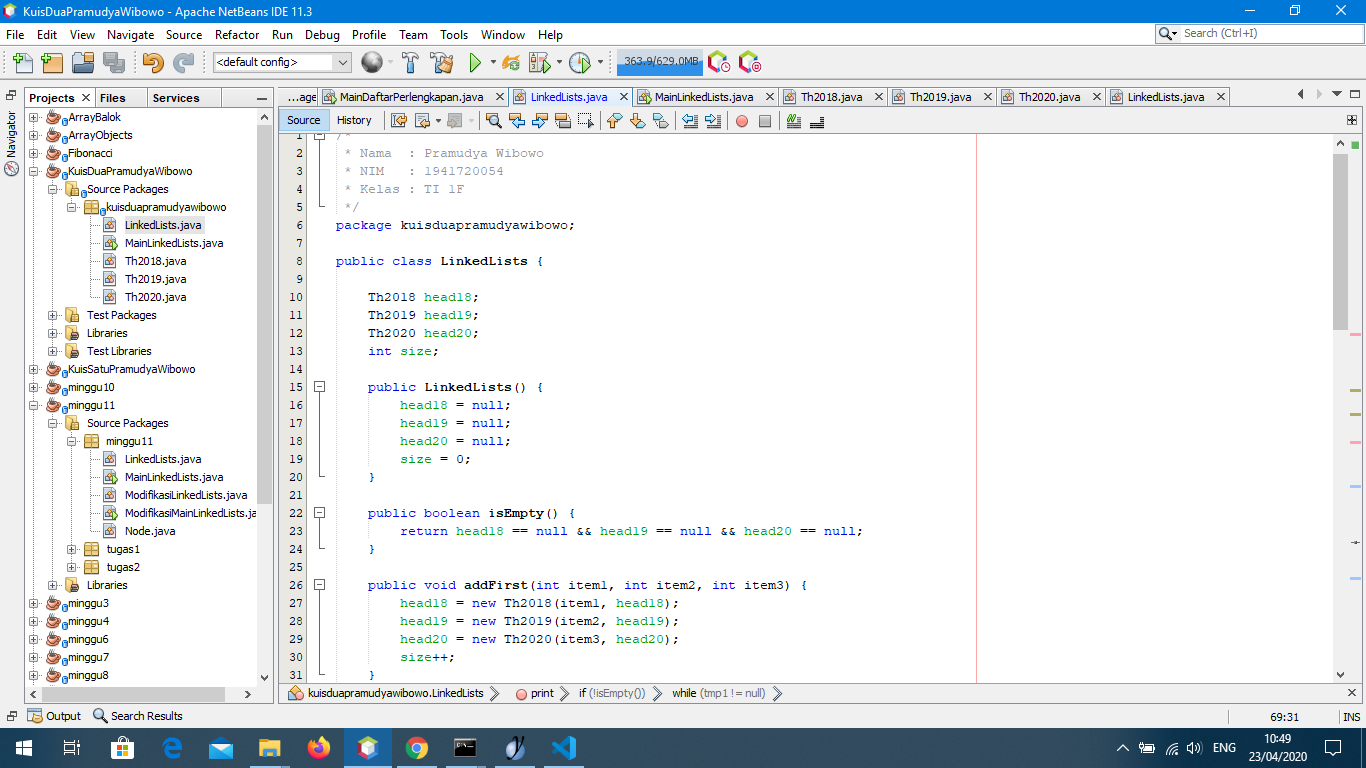 KuisDuaPramudyaWibowo - Apache NetBeans IDE 11.3
File Edit View Navigate Source Refactor Run Debug Profile Team Tools Window Help
Search (Ctrl+I)
<default config>
363.9/629.0MB
Projects Files Services
...age MainDaftarPerlengkapan.java LinkedLists.java MainLinkedLists.java Th2018.java Th2019.java Th2020.java LinkedLists.java
Source History
Navigator
ArrayBalok
ArrayObjects
Fibonacci
KuisDuaPramudyaWibowo
Source Packages
kuisduapramudyawibowo
LinkedLists.java
MainLinkedLists.java
Th2018.java
Th2019.java
Th2020.java
Test Packages
Libraries
Test Libraries
KuisSatuPramudyaWibowo
minggu10
minggu11
Source Packages
minggu11
LinkedLists.java
MainLinkedLists.java
ModifikasiLinkedLists.java
ModifikasiMainLinkedLists.ja
Node.java
tugas1
tugas2
Libraries
minggu3
minggu4
minggu6
minggu7
minggu8
1 /*
2 * Nama : Pramudya Wibowo
3 * NIM : 1941720054
4 * Kelas : TI 1F
5 */
6 package kuisduapramudyawibowo;
7
8 public class LinkedLists {
9
10 Th2018 head18;
11 Th2019 head19;
12 Th2020 head20;
13 int size;
14
15 public LinkedLists() {
16 head18 = null;
17 head19 = null;
18 head20 = null;
19 size = 0;
20 }
21
22 public boolean isEmpty() {
23 return head18 == null && head19 == null && head20 == null;
24 }
25
26 public void addFirst(int item1, int item2, int item3) {
27 head18 = new Th2018(item1, head18);
28 head19 = new Th2019(item2, head19);
29 head20 = new Th2020(item3, head20);
30 size++;
31 }
kuisduapramudyawibowo.LinkedLists print if (!isEmpty()) while (tmp1 != null)
Output Search Results
69:31 INS
ENG
10:49
23/04/2020